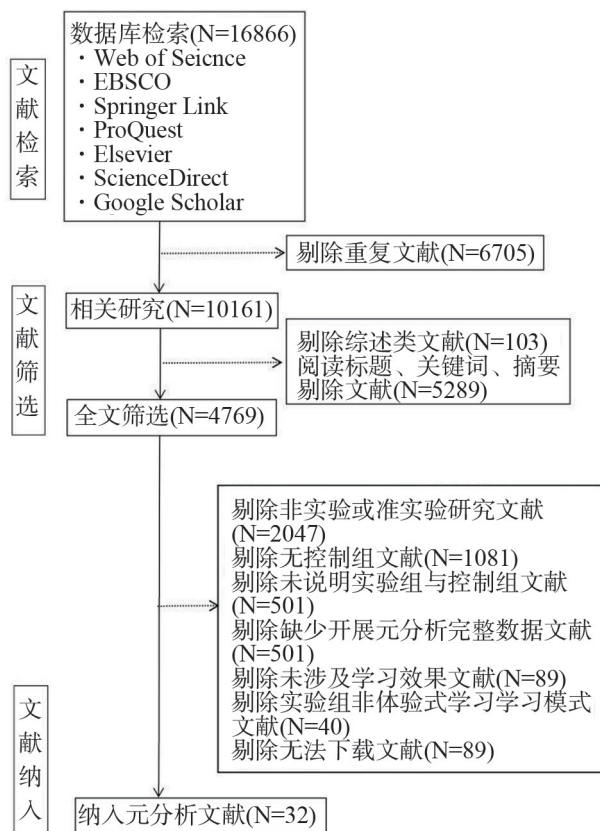 文献检索
数据库检索(N=16866)
· Web of Seicnce
· EBSCO
· Springer Link
· ProQuest
· Elsevier
· ScienceDirect
· Google Scholar
剔除重复文献(N=6705)
文献筛选
相关研究(N=10161)
剔除综述类文献(N=103)
阅读标题、关键词、摘要
剔除文献(N=5289)
全文筛选(N=4769)
剔除非实验或准实验研究文献
(N=2047)
剔除无控制组文献(N=1081)
剔除未说明实验组与控制组文献
(N=501)
剔除缺少开展元分析完整数据文献
(N=501)
剔除未涉及学习效果文献(N=89)
剔除实验组非体验式学习学习模式
文献(N=40)
剔除无法下载文献(N=89)
文献纳入
纳入元分析文献(N=32)